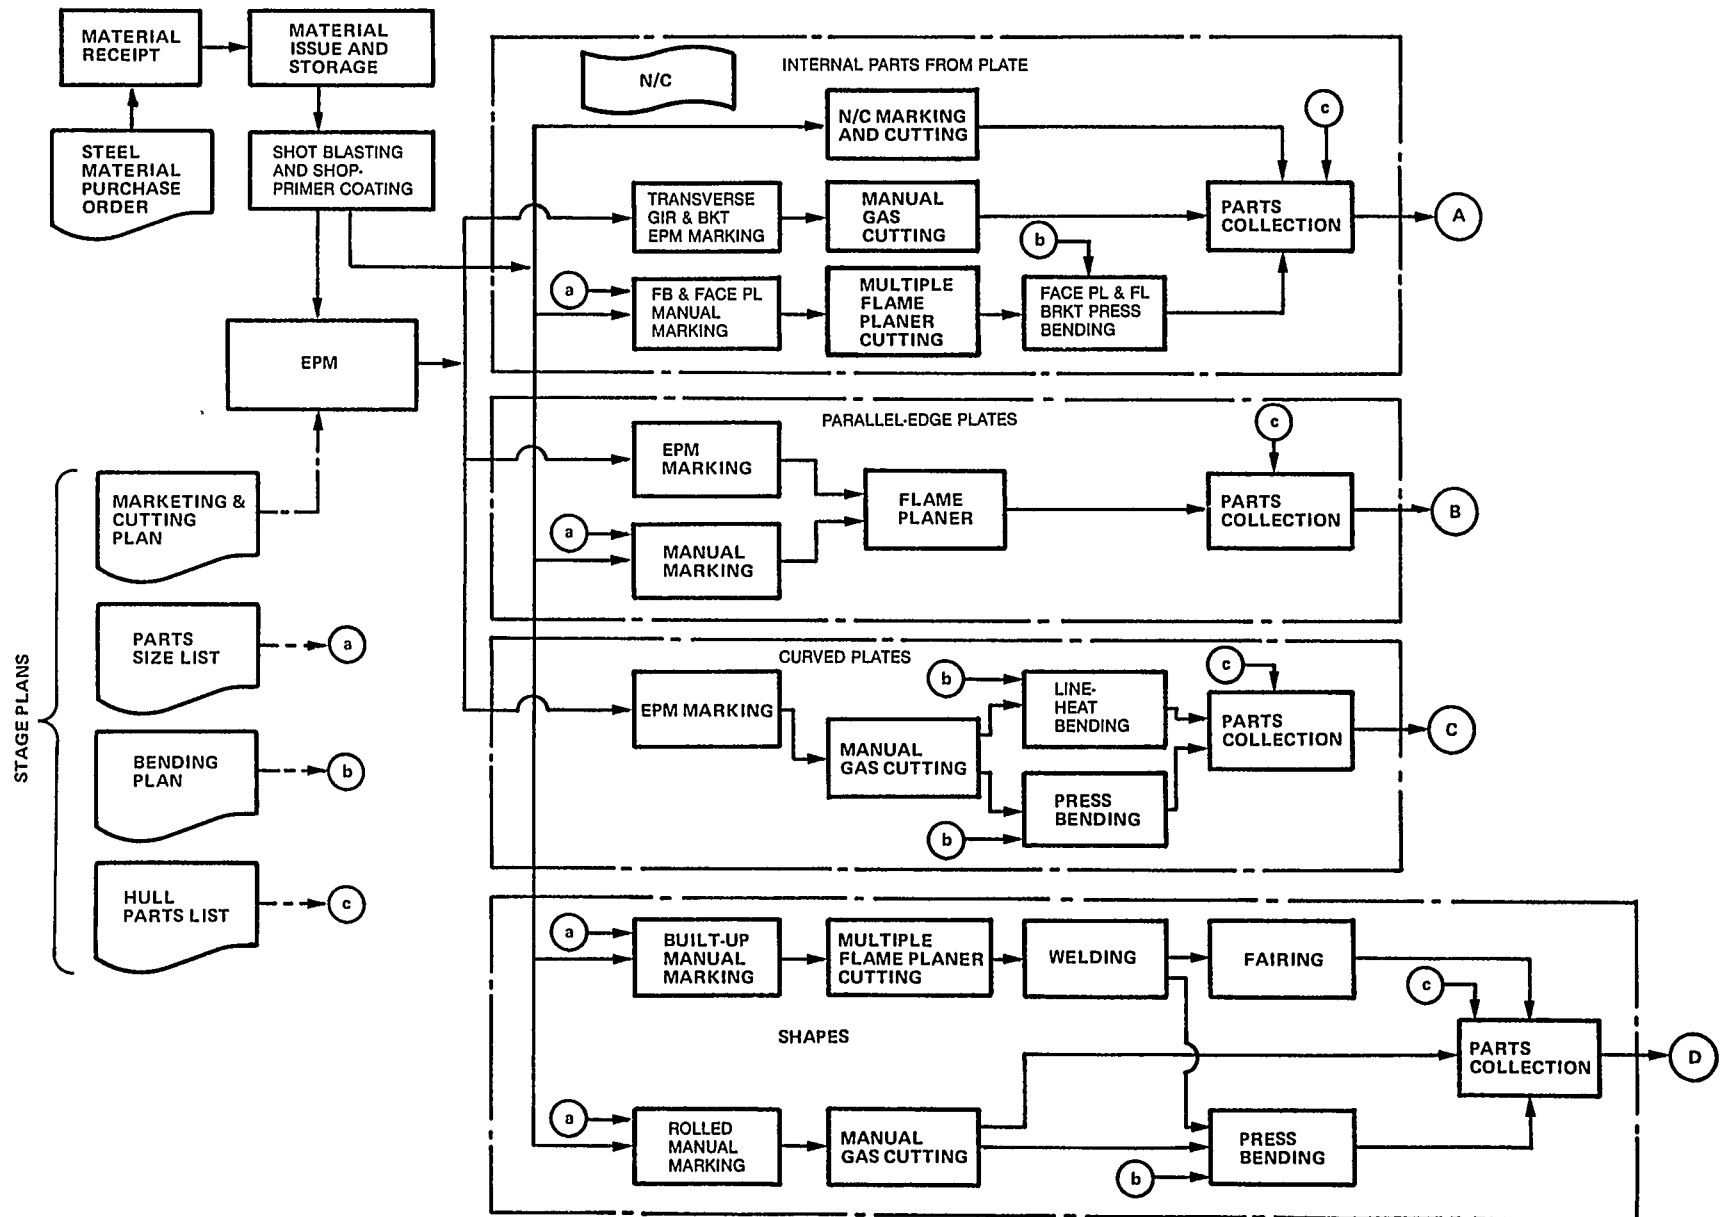 MATERIAL
RECEIPT
MATERIAL
ISSUE AND
STORAGE
STEEL
MATERIAL
PURCHASE
ORDER
SHOT BLASTING
AND SHOP-
PRIMER COATING
EPM
STAGE PLANS
MARKETING &
CUTTING
PLAN
PARTS
SIZE LIST
a
BENDING
PLAN
b
HULL
PARTS LIST
c
N/C
INTERNAL PARTS FROM PLATE
N/C MARKING
AND CUTTING
c
TRANSVERSE
GIR & BKT
EPM MARKING
MANUAL
GAS
CUTTING
PARTS
COLLECTION
A
b
a
FB & FACE PL
MANUAL
MARKING
MULTIPLE
FLAME
PLANER
CUTTING
FACE PL & FL
BRKT PRESS
BENDING
PARALLEL-EDGE PLATES
c
EPM
MARKING
FLAME
PLANER
PARTS
COLLECTION
B
a
MANUAL
MARKING
CURVED PLATES
EPM MARKING
MANUAL
GAS CUTTING
b
LINE-
HEAT
BENDING
c
PARTS
COLLECTION
C
PRESS
BENDING
b
a
BUILT-UP
MANUAL
MARKING
MULTIPLE
FLAME PLANER
CUTTING
WELDING
FAIRING
c
SHAPES
PARTS
COLLECTION
D
a
ROLLED
MANUAL
MARKING
MANUAL
GAS CUTTING
PRESS
BENDING
b